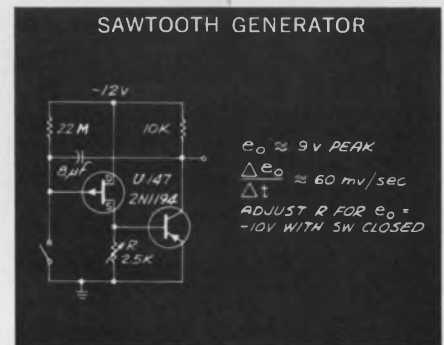 SAWTOOTH GENERATOR
-12v
22M
10K
8µf
D
U147
S
2N1194
R
2.5K
e₀ ≈ 9v PEAK
Δe₀
Δt
≈ 60 mv/sec
ADJUST R FOR e₀ =
-10V WITH SW CLOSED